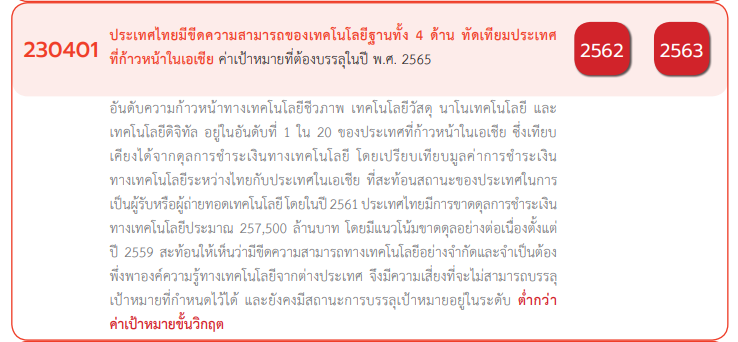 230401
ประเทศไทยมีขีดความสามารถของเทคโนโลยีฐานทั้ง 4 ด้าน ทัดเทียมประเทศ
ที่ก้าวหน้าในเอเชีย ค่าเป้าหมายที่ต้องบรรลุในปี พ.ศ. 2565
2562
2563
อันดับความก้าวหน้าทางเทคโนโลยีชีวภาพ เทคโนโลยีวัสดุ นาโนเทคโนโลยี และ
เทคโนโลยีดิจิทัล อยู่ในอันดับที่ 1 ใน 20 ของประเทศที่ก้าวหน้าในเอเชีย ซึ่งเทียบ
เคียงได้จากดุลการชำระเงินทางเทคโนโลยี โดยเปรียบเทียบมูลค่าการชำระเงิน
ทางเทคโนโลยีระหว่างไทยกับประเทศในเอเชีย ที่สะท้อนสถานะของประเทศในการ
เป็นผู้รับหรือผู้ถ่ายทอดเทคโนโลยี โดยในปี 2561 ประเทศไทยมีการขาดดุลการชำระเงิน
ทางเทคโนโลยีประมาณ 257,500 ล้านบาท โดยมีแนวโน้มขาดดุลอย่างต่อเนื่องตั้งแต่
ปี 2559 สะท้อนให้เห็นว่ามีขีดความสามารถทางเทคโนโลยีอย่างจำกัดและจำเป็นต้อง
พึ่งพาองค์ความรู้ทางเทคโนโลยีจากต่างประเทศ จึงมีความเสี่ยงที่จะไม่สามารถบรรลุ
เป้าหมายที่กำหนดไว้ได้ และยังคงมีสถานะการบรรลุเป้าหมายอยู่ในระดับ ต่ำกว่า
ค่าเป้าหมายขั้นวิกฤต